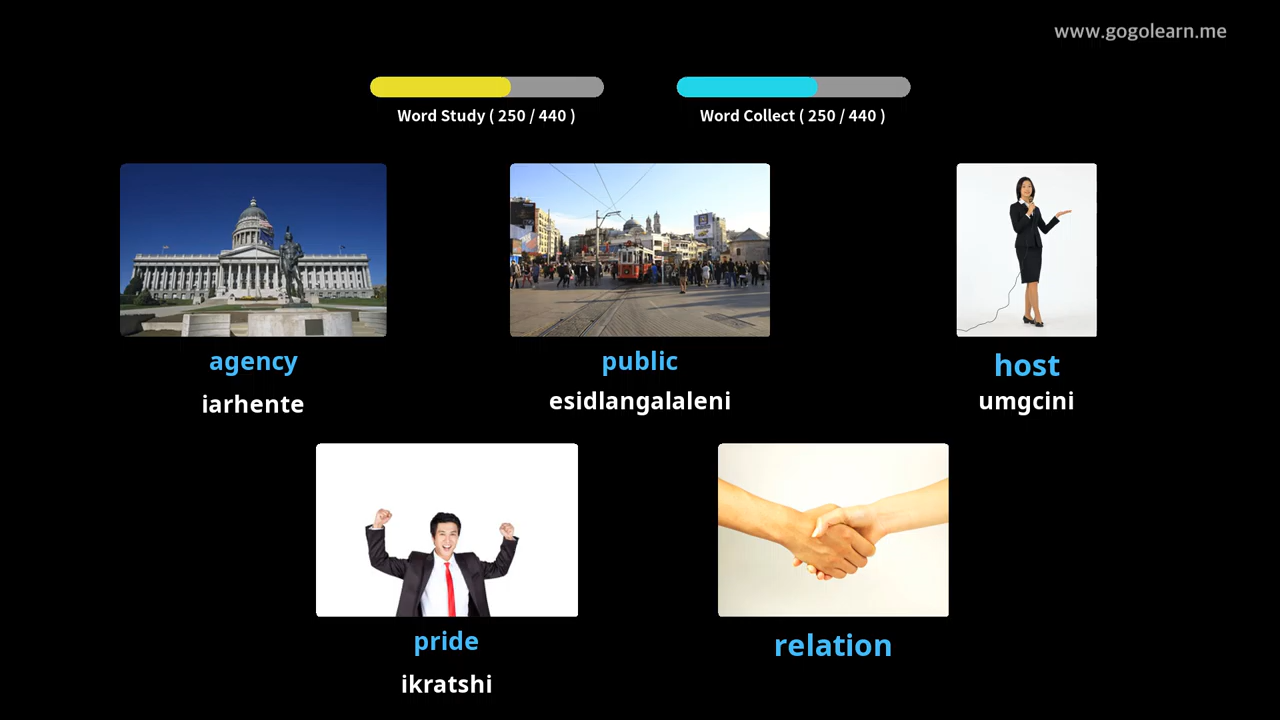 www.gogolearn.me
Word Study ( 250 / 440 )
Word Collect ( 250 / 440 )
agency
iarhente
public
esidlangalaleni
host
umgcini
pride
ikratshi
relation